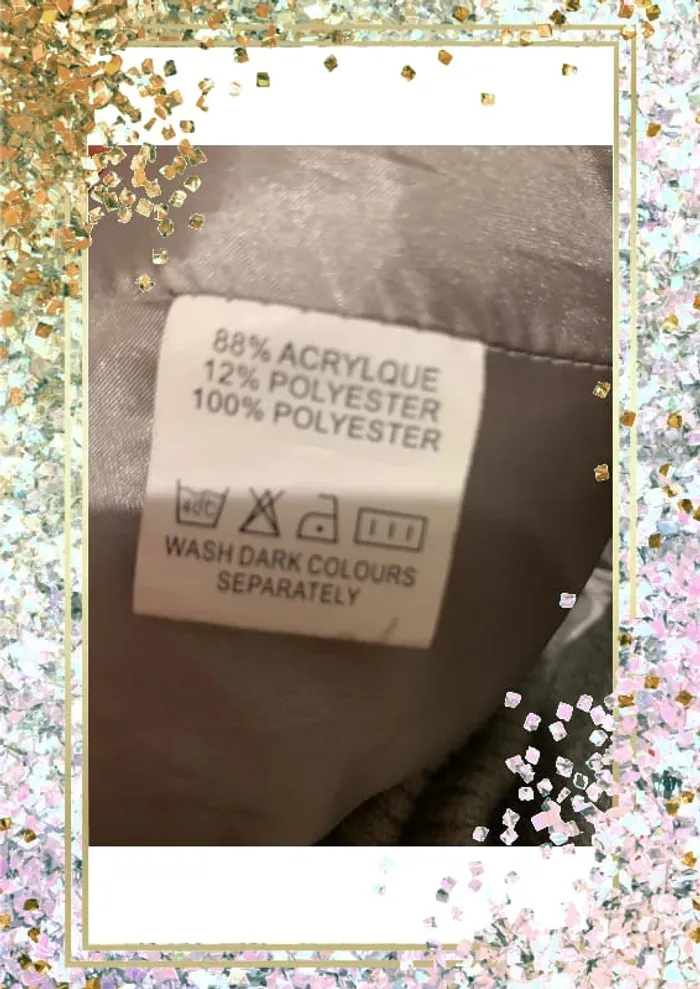 88% ACRYLQUE
12% POLYESTER
100% POLYESTER
40C
WASH DARK COLOURS
SEPARATELY